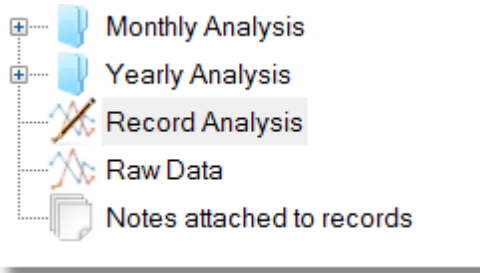 Monthly Analysis
Yearly Analysis
Record Analysis
Raw Data
Notes attached to records